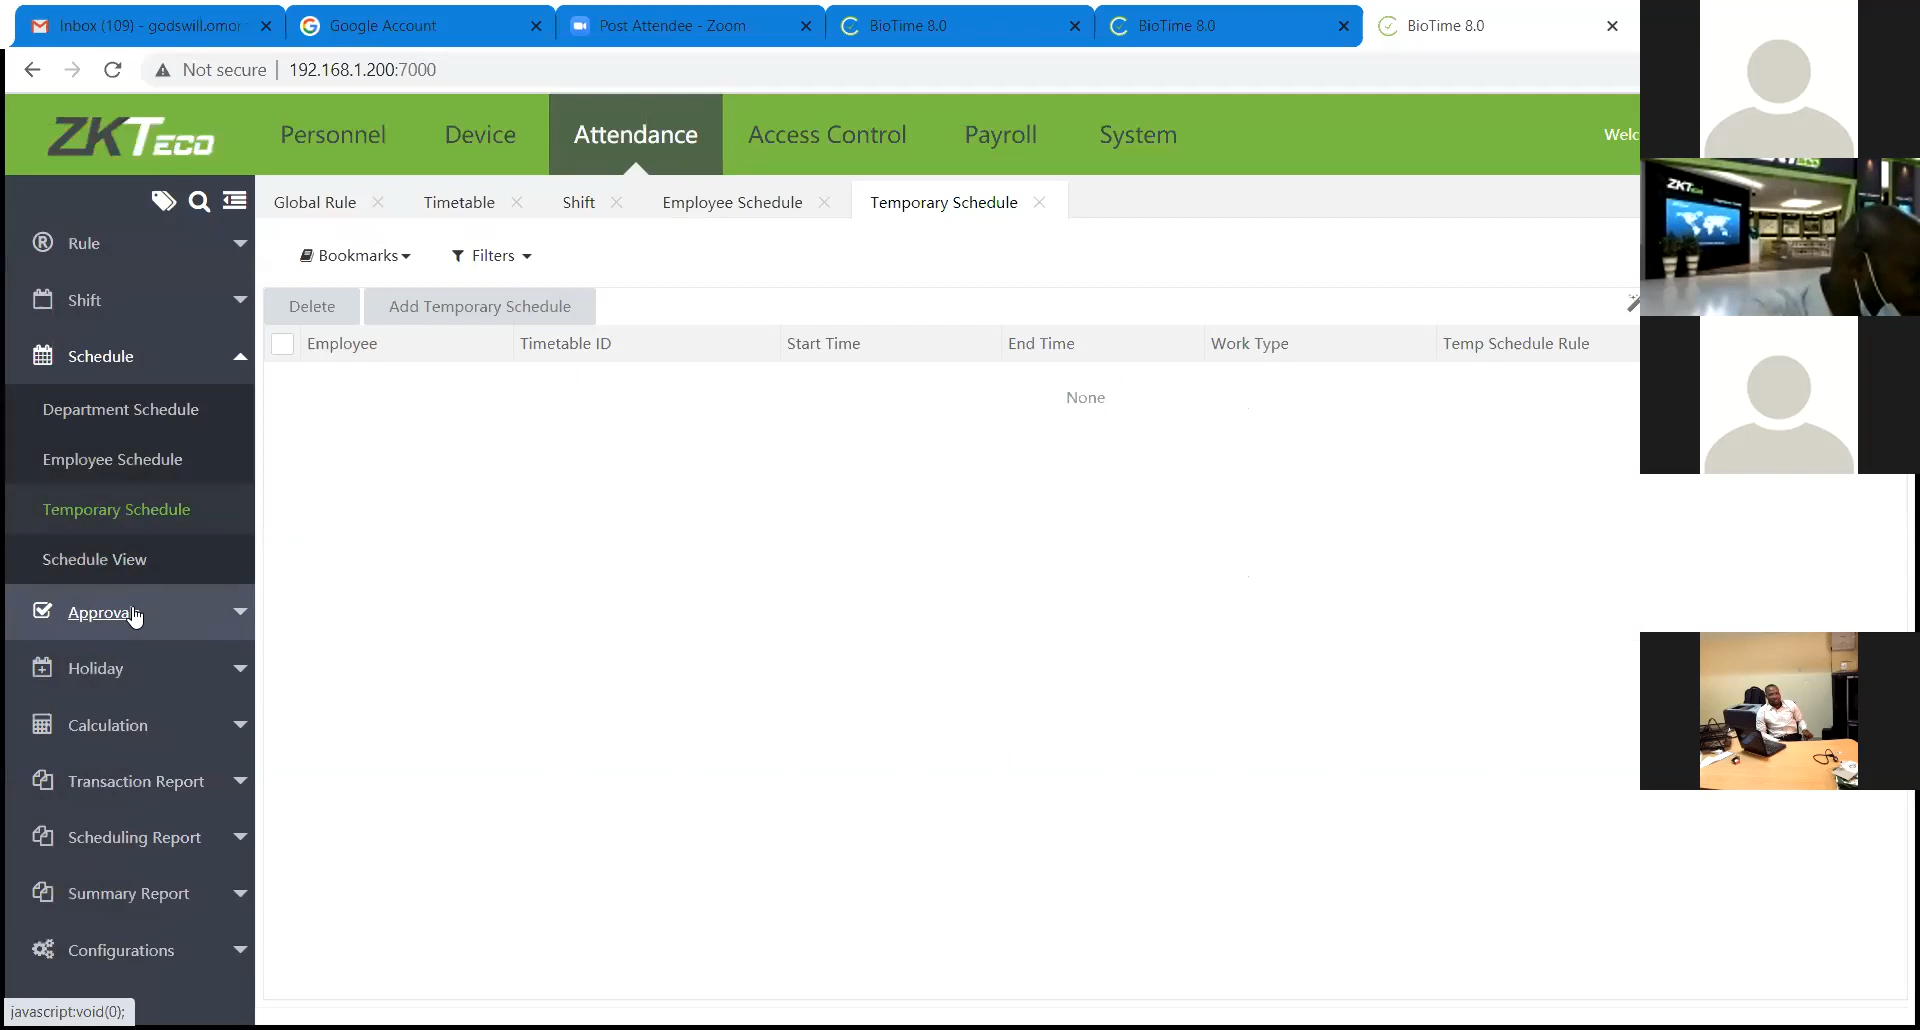 Inbox (109) - godswill.omor
Google Account
Post Attendee - Zoom
BioTime 8.0
BioTime 8.0
BioTime 8.0
Not secure
192.168.1.200:7000
ZKTeco
Personnel
Device
Attendance
Access Control
Payroll
System
Welc
Global Rule
Timetable
Shift
Employee Schedule
Temporary Schedule
Bookmarks
Filters
Delete
Add Temporary Schedule
Employee
Timetable ID
Start Time
End Time
Work Type
Temp Schedule Rule
None
Rule
Shift
Schedule
Department Schedule
Employee Schedule
Temporary Schedule
Schedule View
Approval
Holiday
Calculation
Transaction Report
Scheduling Report
Summary Report
Configurations
javascript:void(0);